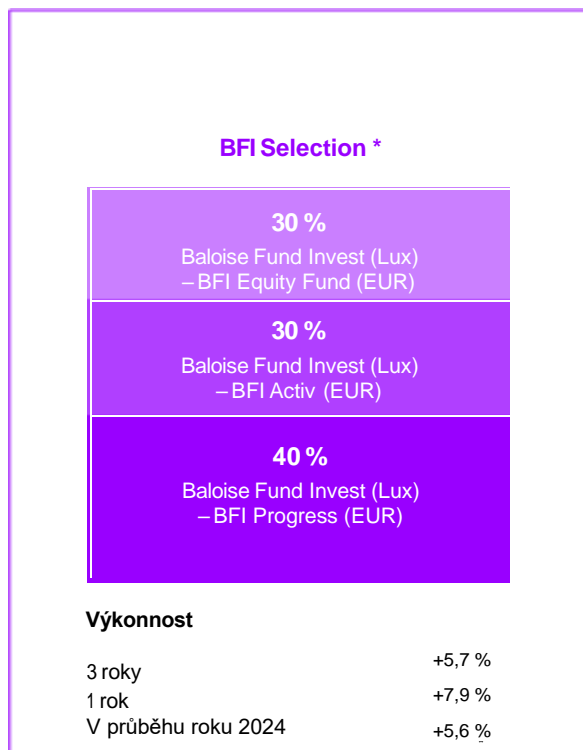 BFI Selection *
30 %
Baloise Fund Invest (Lux)
– BFI Equity Fund (EUR)
30 %
Baloise Fund Invest (Lux)
– BFI Activ (EUR)
40 %
Baloise Fund Invest (Lux)
– BFI Progress (EUR)
Výkonnost
3 roky +5,7 %
1 rok +7,9 %
V průběhu roku 2024 +5,6 %